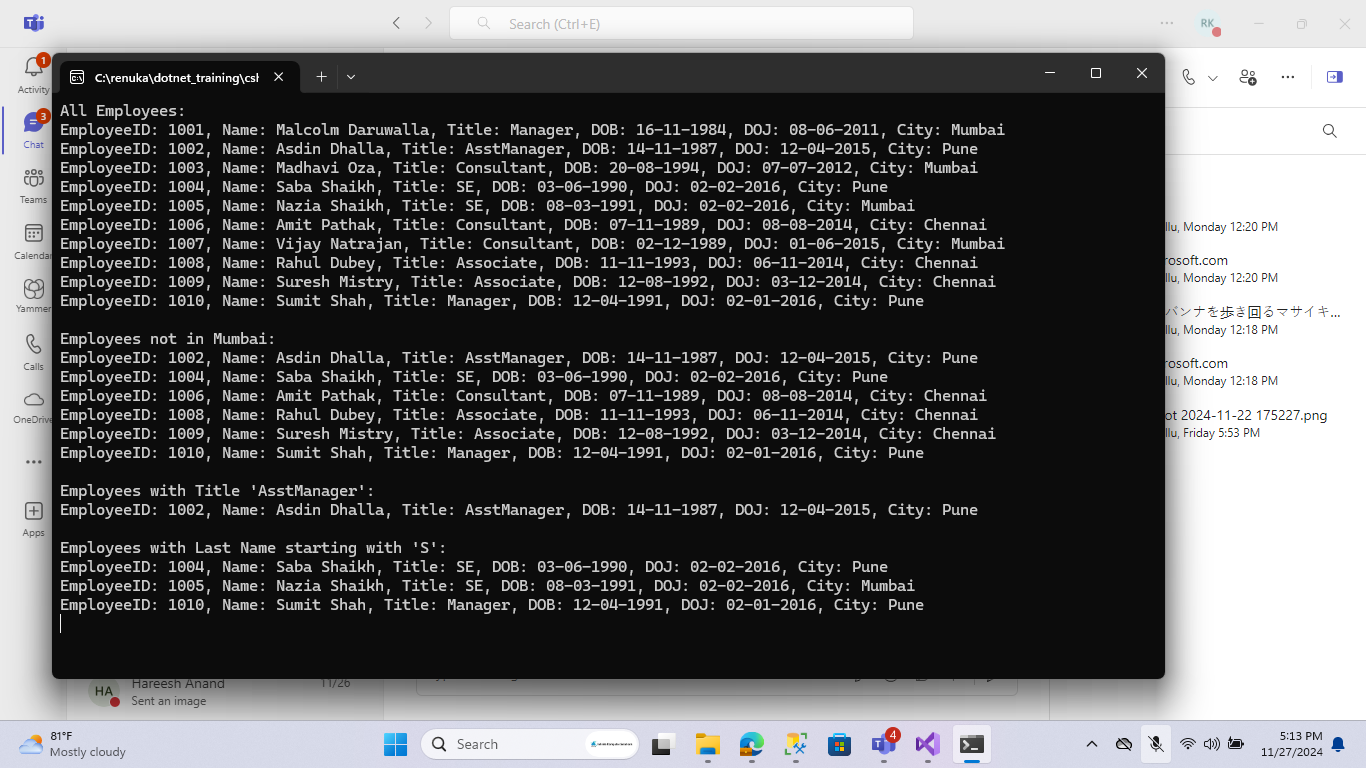 Search (Ctrl+E)
RK
C:\renuka\dotnet_training\csh
1
Activity
3
Chat
Teams
Calendar
Yammer
Calls
OneDrive
Apps
All Employees:
EmployeeID: 1001, Name: Malcolm Daruwalla, Title: Manager, DOB: 16-11-1984, DOJ: 08-06-2011, City: Mumbai
EmployeeID: 1002, Name: Asdin Dhalla, Title: AsstManager, DOB: 14-11-1987, DOJ: 12-04-2015, City: Pune
EmployeeID: 1003, Name: Madhavi Oza, Title: Consultant, DOB: 20-08-1994, DOJ: 07-07-2012, City: Mumbai
EmployeeID: 1004, Name: Saba Shaikh, Title: SE, DOB: 03-06-1990, DOJ: 02-02-2016, City: Pune
EmployeeID: 1005, Name: Nazia Shaikh, Title: SE, DOB: 08-03-1991, DOJ: 02-02-2016, City: Mumbai
EmployeeID: 1006, Name: Amit Pathak, Title: Consultant, DOB: 07-11-1989, DOJ: 08-08-2014, City: Chennai
EmployeeID: 1007, Name: Vijay Natrajan, Title: Consultant, DOB: 02-12-1989, DOJ: 01-06-2015, City: Mumbai
EmployeeID: 1008, Name: Rahul Dubey, Title: Associate, DOB: 11-11-1993, DOJ: 06-11-2014, City: Chennai
EmployeeID: 1009, Name: Suresh Mistry, Title: Associate, DOB: 12-08-1992, DOJ: 03-12-2014, City: Chennai
EmployeeID: 1010, Name: Sumit Shah, Title: Manager, DOB: 12-04-1991, DOJ: 02-01-2016, City: Pune
Employees not in Mumbai:
EmployeeID: 1002, Name: Asdin Dhalla, Title: AsstManager, DOB: 14-11-1987, DOJ: 12-04-2015, City: Pune
EmployeeID: 1004, Name: Saba Shaikh, Title: SE, DOB: 03-06-1990, DOJ: 02-02-2016, City: Pune
EmployeeID: 1006, Name: Amit Pathak, Title: Consultant, DOB: 07-11-1989, DOJ: 08-08-2014, City: Chennai
EmployeeID: 1008, Name: Rahul Dubey, Title: Associate, DOB: 11-11-1993, DOJ: 06-11-2014, City: Chennai
EmployeeID: 1009, Name: Suresh Mistry, Title: Associate, DOB: 12-08-1992, DOJ: 03-12-2014, City: Chennai
EmployeeID: 1010, Name: Sumit Shah, Title: Manager, DOB: 12-04-1991, DOJ: 02-01-2016, City: Pune
Employees with Title 'AsstManager':
EmployeeID: 1002, Name: Asdin Dhalla, Title: AsstManager, DOB: 14-11-1987, DOJ: 12-04-2015, City: Pune
Employees with Last Name starting with 'S':
EmployeeID: 1004, Name: Saba Shaikh, Title: SE, DOB: 03-06-1990, DOJ: 02-02-2016, City: Pune
EmployeeID: 1005, Name: Nazia Shaikh, Title: SE, DOB: 08-03-1991, DOJ: 02-02-2016, City: Mumbai
EmployeeID: 1010, Name: Sumit Shah, Title: Manager, DOB: 12-04-1991, DOJ: 02-01-2016, City: Pune
llu, Monday 12:20 PM
rosoft.com
llu, Monday 12:20 PM
バンナを歩き回るマサイキ...
llu, Monday 12:18 PM
rosoft.com
llu, Monday 12:18 PM
ot 2024-11-22 175227.png
llu, Friday 5:53 PM
HA
Hareesh Anand
11/26
Sent an image
81°F
Mostly cloudy
Search
4
5:13 PM
11/27/2024